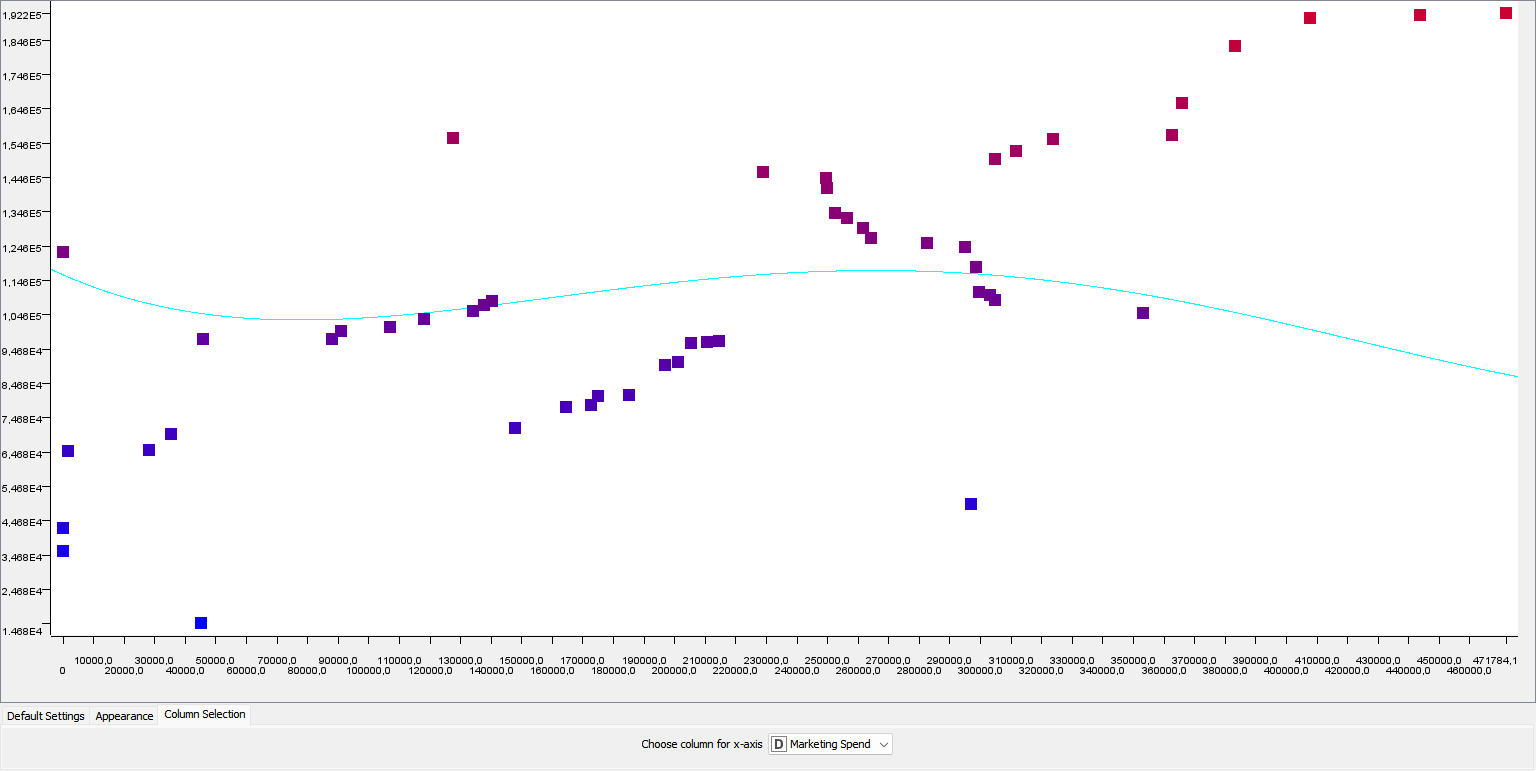 1,922E5
1,846E5
1,746E5
1,646E5
1,546E5
1,446E5
1,346E5
1,246E5
1,146E5
1,046E5
9,468E4
8,468E4
7,468E4
6,468E4
5,468E4
4,468E4
3,468E4
2,468E4
1,468E4
10000,0 30000,0 50000,0 70000,0 90000,0 110000,0 130000,0 150000,0 170000,0 190000,0 210000,0 230000,0 250000,0 270000,0 290000,0 310000,0 330000,0 350000,0 370000,0 390000,0 410000,0 430000,0 450000,0 471784,1
0 20000,0 40000,0 60000,0 80000,0 100000,0 120000,0 140000,0 160000,0 180000,0 200000,0 220000,0 240000,0 260000,0 280000,0 300000,0 320000,0 340000,0 360000,0 380000,0 400000,0 420000,0 440000,0 460000,0
Default Settings Appearance Column Selection
Choose column for x-axis D Marketing Spend